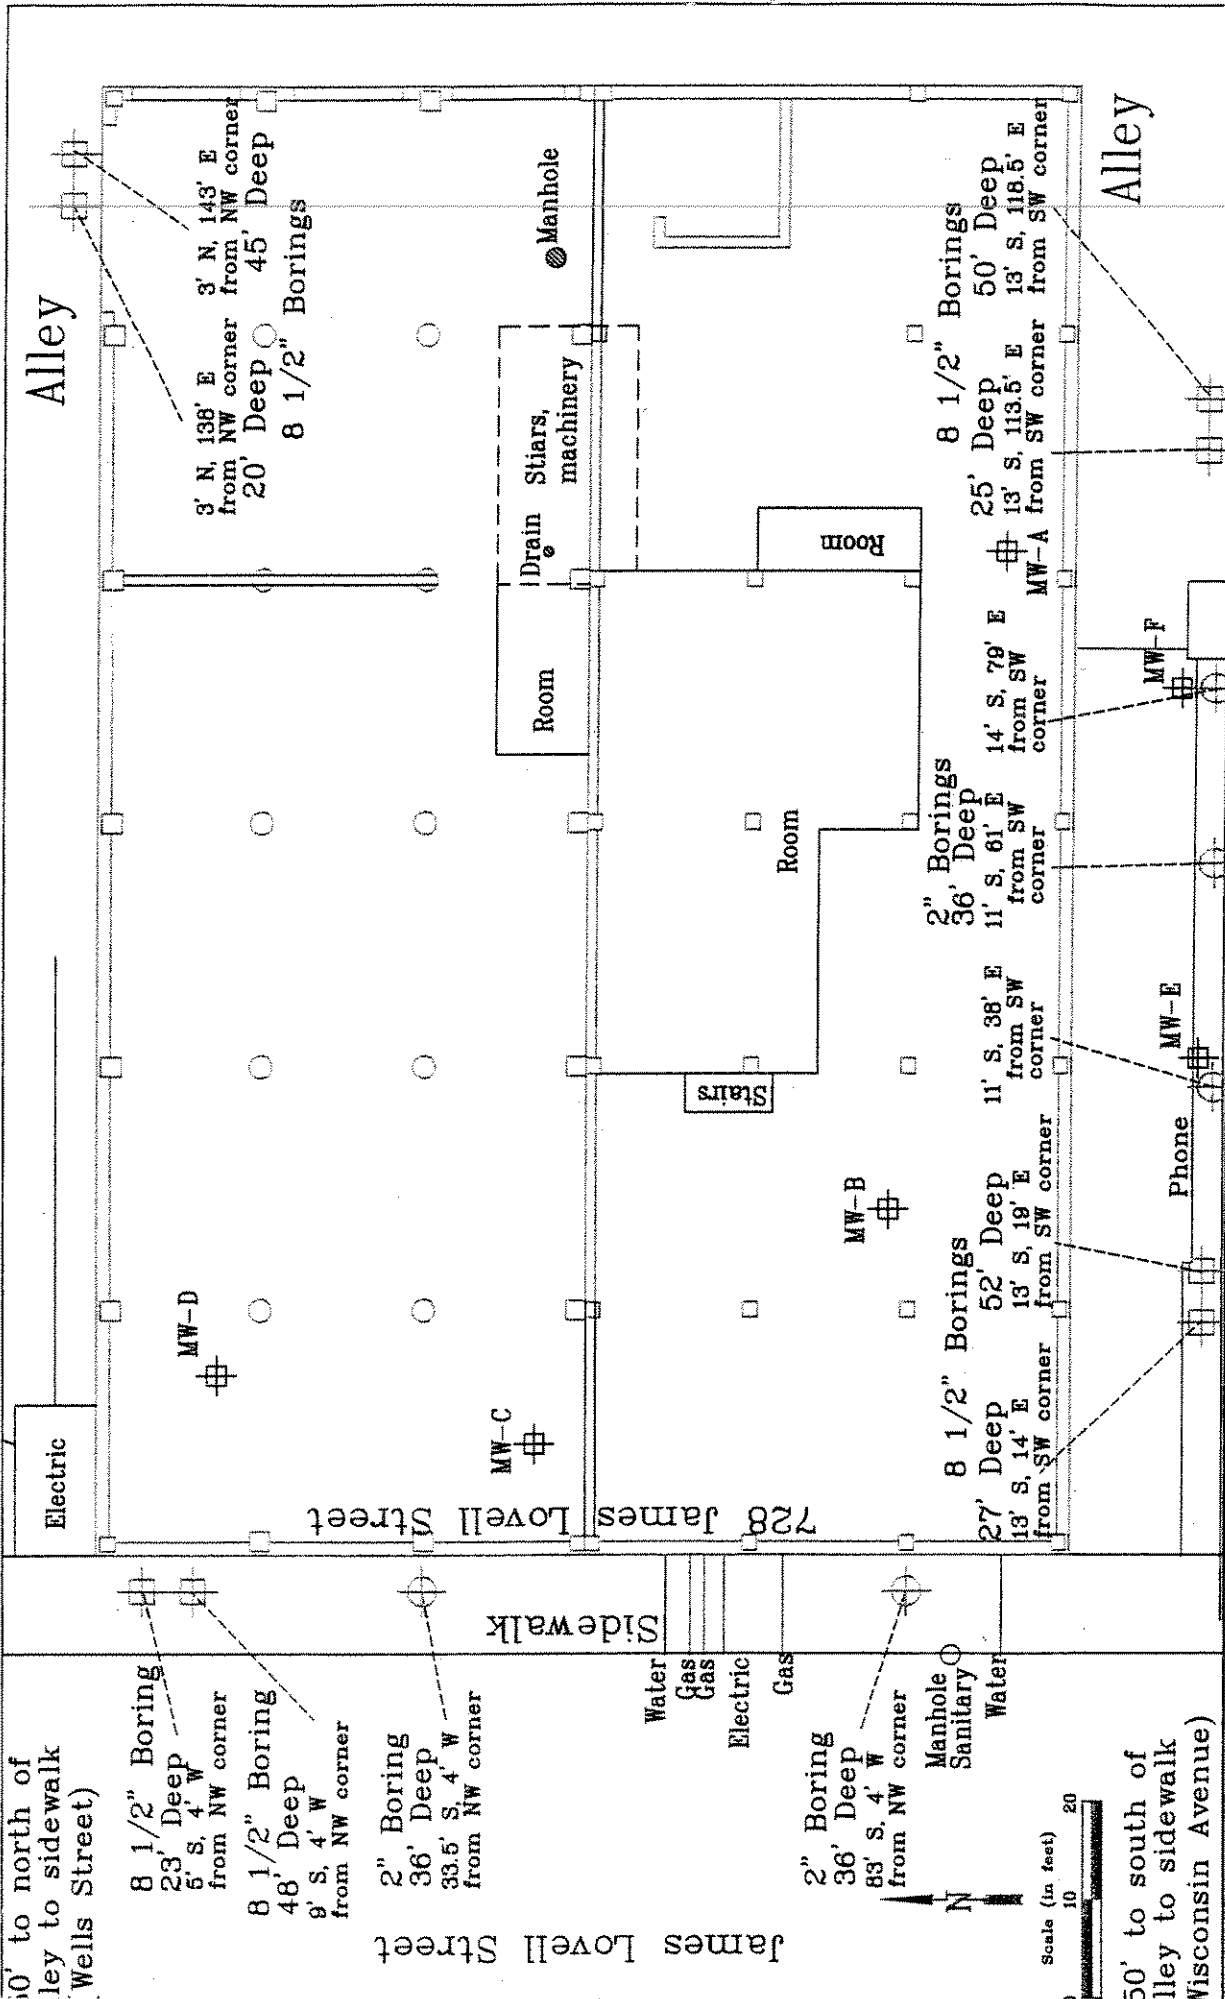 Alley
3' N, 138' E
from NW corner
20' Deep
3' N, 143' E
from NW corner
45' Deep
8 1/2" Borings
Manhole
Stiars,
machinery
Drain
Room
Room
Room
Stairs
Electric
MW-D
MW-C
MW-B
MW-A
728 James Lovell Street
8 1/2" Borings
25' Deep
13' S, 113.5' E
from SW corner
50' Deep
13' S, 118.5' E
from SW corner
Alley
2" Borings
36' Deep
11' S, 38' E
from SW
corner
11' S, 61' E
from SW
corner
14' S, 79' E
from SW
corner
MW-F
MW-E
Phone
8 1/2" Borings
27' Deep
13' S, 14' E
from SW corner
52' Deep
13' S, 19' E
from SW corner
0' to north of
ley to sidewalk
Wells Street)
8 1/2" Boring
23' Deep
5' S, 4' W
from NW corner
8 1/2" Boring
48' Deep
9' S, 4' W
from NW corner
2" Boring
36' Deep
33.5' S, 4' W
from NW corner
Sidewalk
Water
Gas
Gas
Electric
Gas
2" Boring
36' Deep
83' S, 4' W
from NW corner
Manhole
Sanitary
Water
James Lovell Street
N
Scale (in feet)
0 10 20
50' to south of
lley to sidewalk
Wisconsin Avenue)